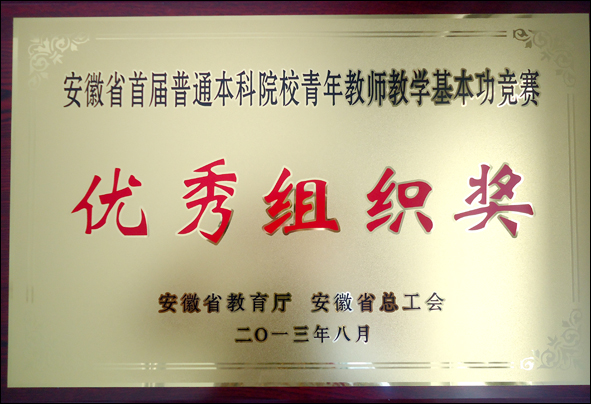 安徽省首届普通本科院校青年教师教学基本功竞赛
优秀组织奖
安徽省教育厅 安徽省总工会
二〇一三年八月